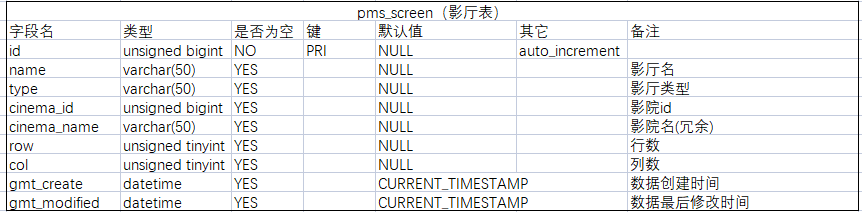 pms_screen（影厅表）
字段名 类型 是否为空 键 默认值 其它 备注
id unsigned bigint NO PRI NULL auto_increment
name varchar(50) YES NULL 影厅名
type varchar(50) YES NULL 影厅类型
cinema_id unsigned bigint YES NULL 影院id
cinema_name varchar(50) YES NULL 影院名(冗余)
row unsigned tinyint YES NULL 行数
col unsigned tinyint YES NULL 列数
gmt_create datetime YES CURRENT_TIMESTAMP 数据创建时间
gmt_modified datetime YES CURRENT_TIMESTAMP 数据最后修改时间